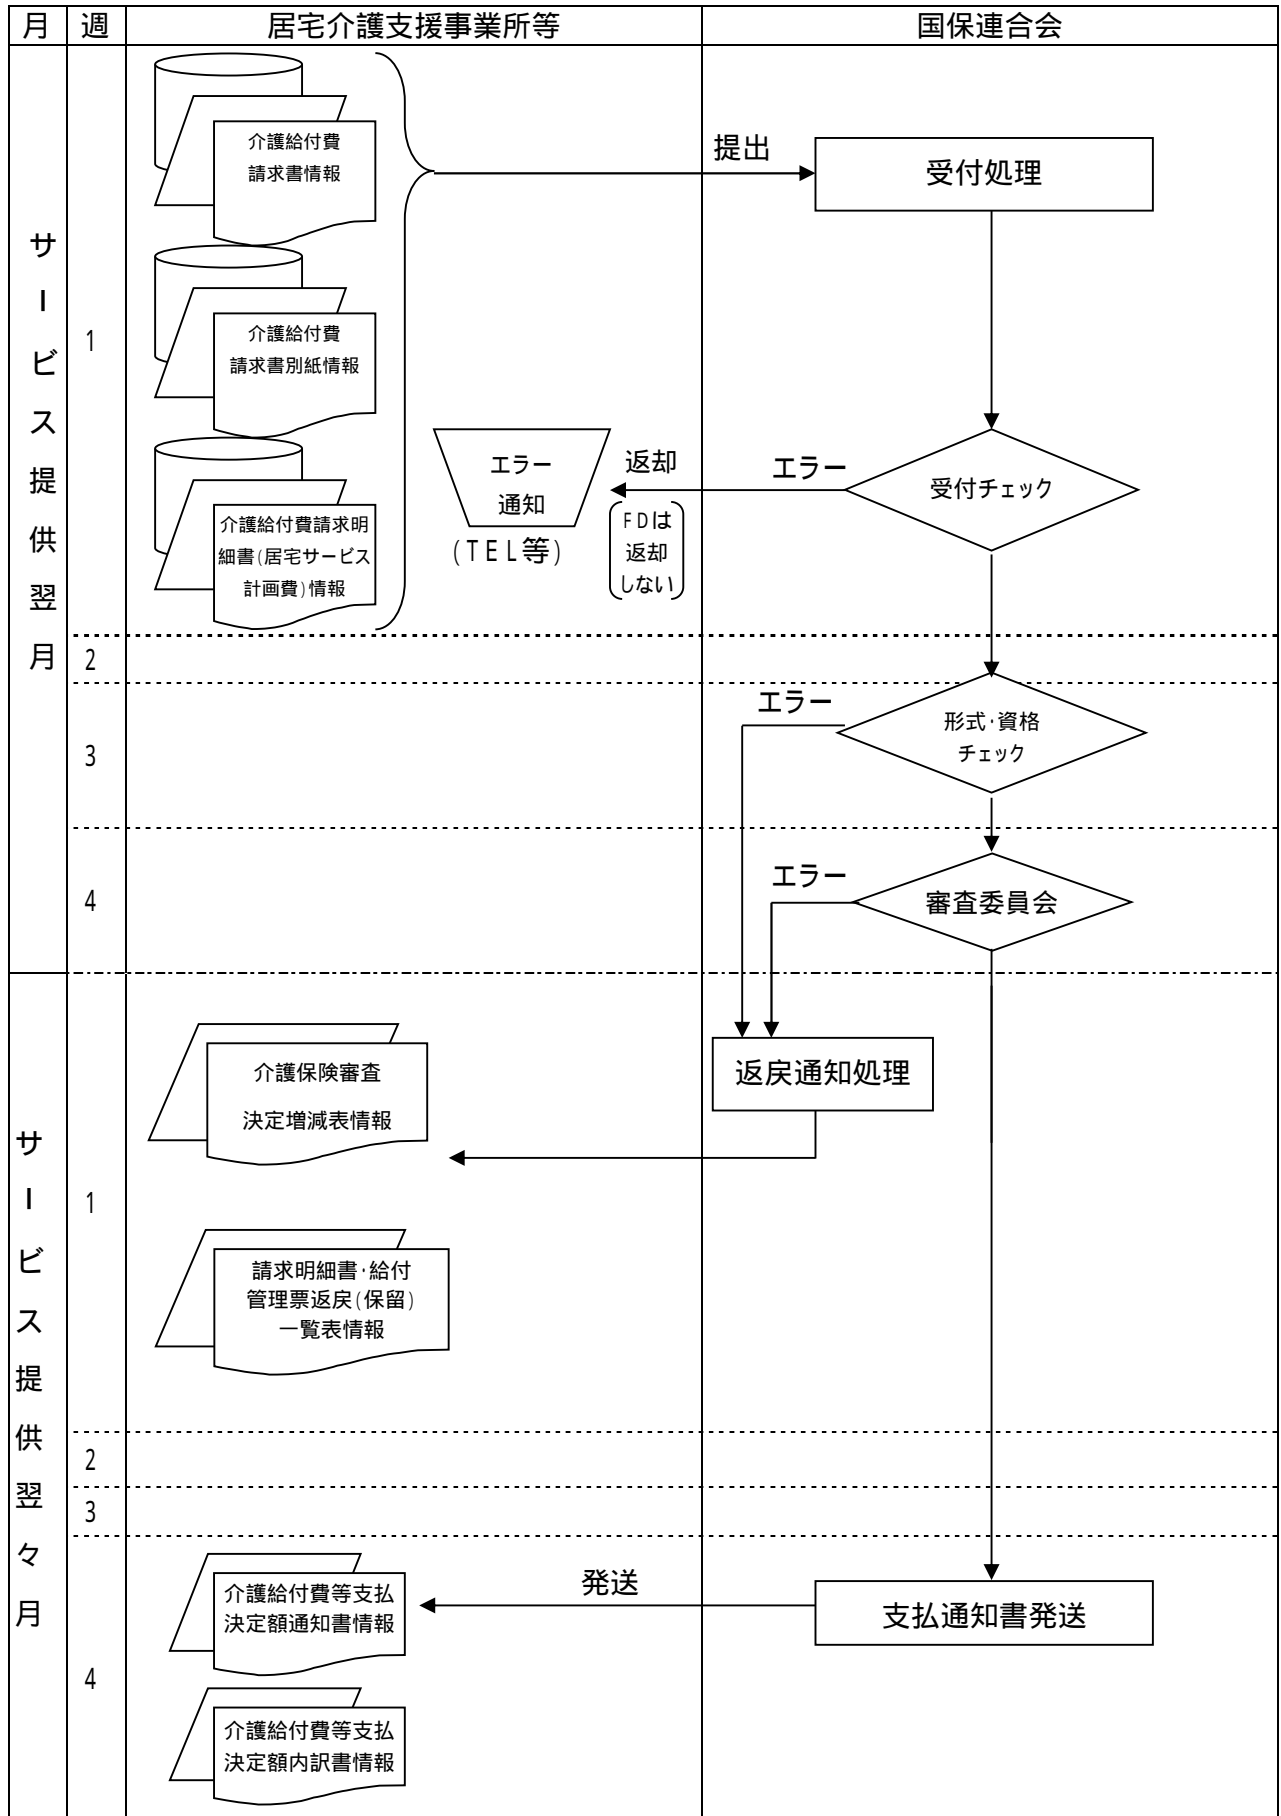 月 週 居宅介護支援事業所等 国保連合会
サービス提供翌月
1
介護給付費
請求書情報
提出
受付処理
介護給付費
請求書別紙情報
介護給付費請求明
細書(居宅サービス
計画費)情報
エラー
通知
(TEL等)
返却
FDは
返却
しない
エラー
受付チェック
2
3
エラー
形式・資格
チェック
4
エラー
審査委員会
サービス提供翌々月
1
介護保険審査
決定増減表情報
返戻通知処理
請求明細書・給付
管理票返戻(保留)
一覧表情報
2
3
4
介護給付費等支払
決定額通知書情報
発送
支払通知書発送
介護給付費等支払
決定額内訳書情報